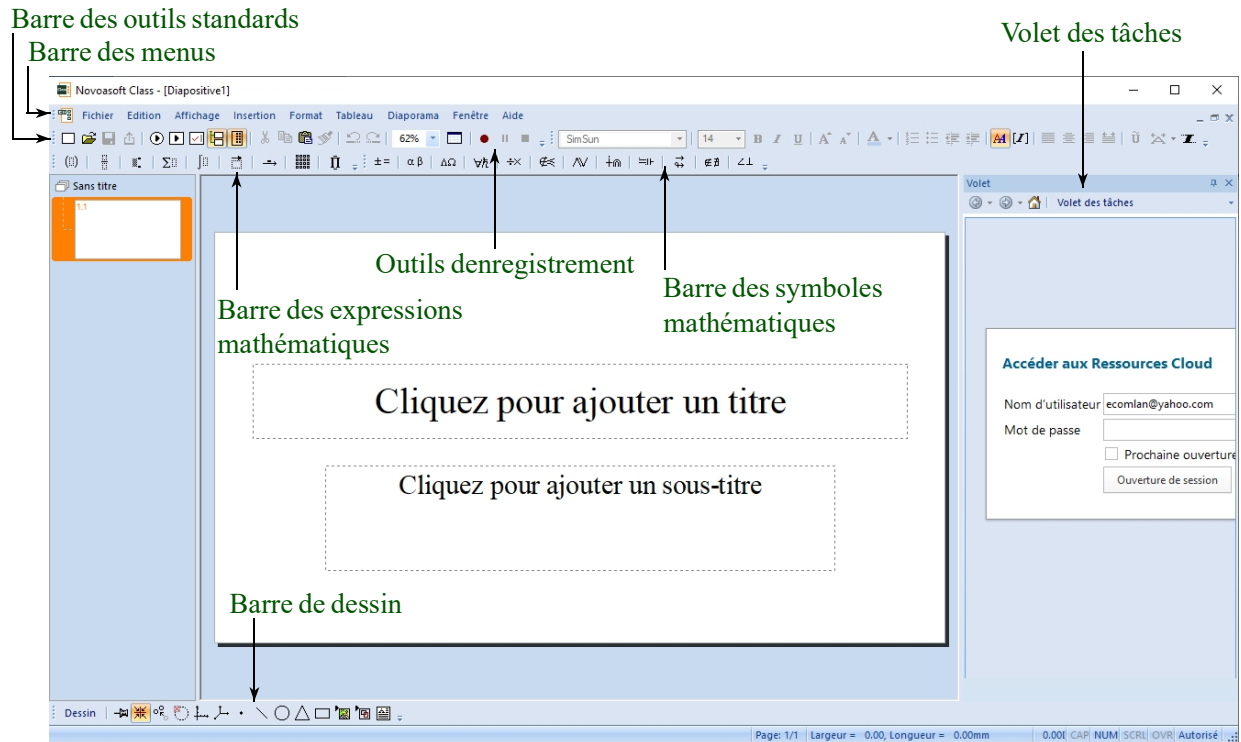 Barre des outils standards
Barre des menus
Volet des tâches
Novoasoft Class - [Diapositive1]
Fichier Edition Affichage Insertion Format Tableau Diaporama Fenêtre Aide
62% SimSun 14 B I U A A A
Σ ± = α β Δ Ω
Sans titre
1.1
Volet
Volet des tâches
Outils denregistrement
Barre des symboles
mathématiques
Barre des expressions
mathématiques
Accéder aux Ressources Cloud
Nom d'utilisateur ecomlan@yahoo.com
Mot de passe
Prochaine ouverture
Ouverture de session
Cliquez pour ajouter un titre
Cliquez pour ajouter un sous-titre
Barre de dessin
Dessin
Page: 1/1 Largeur = 0.00, Longueur = 0.00mm 0.00 CAP NUM SCRL OVR Autorisé